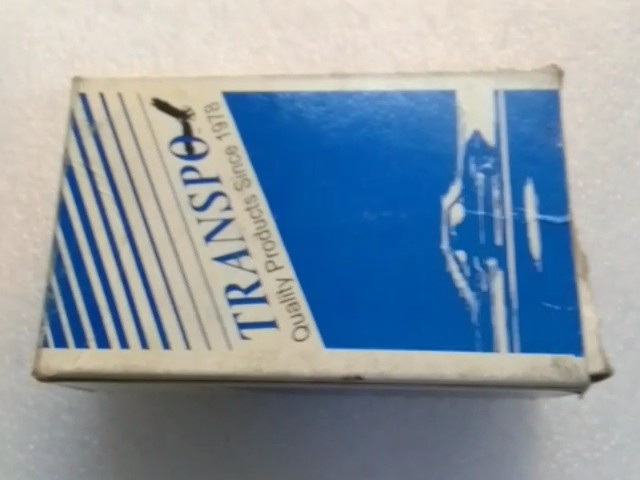 TRANSPO
Quality Products Since 1978